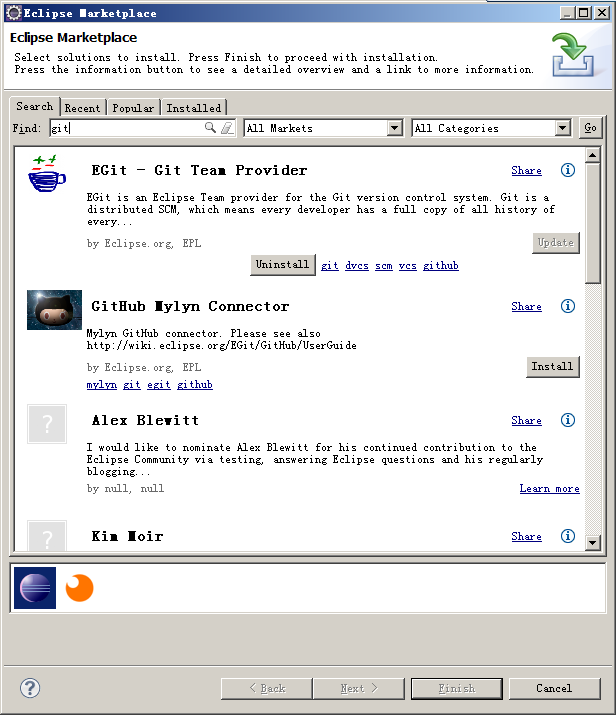 Eclipse Marketplace
Eclipse Marketplace
Select solutions to install. Press Finish to proceed with installation.
Press the information button to see a detailed overview and a link to more information.
Search Recent Popular Installed
Find: git All Markets All Categories Go
EGit - Git Team Provider Share
EGit is an Eclipse Team provider for the Git version control system. Git is a
distributed SCM, which means every developer has a full copy of all history of
every...
by Eclipse.org, EPL Update
Uninstall git dvcs scm vcs github
GitHub Mylyn Connector Share
Mylyn GitHub connector. Please see also
http://wiki.eclipse.org/EGit/GitHub/UserGuide
by Eclipse.org, EPL Install
mylyn git egit github
? Alex Blewitt Share
I would like to nominate Alex Blewitt for his continued contribution to the
Eclipse Community via testing, answering Eclipse questions and his regularly
blogging...
by null, null Learn more
? Kim Moir Share
? < Back Next > Finish Cancel